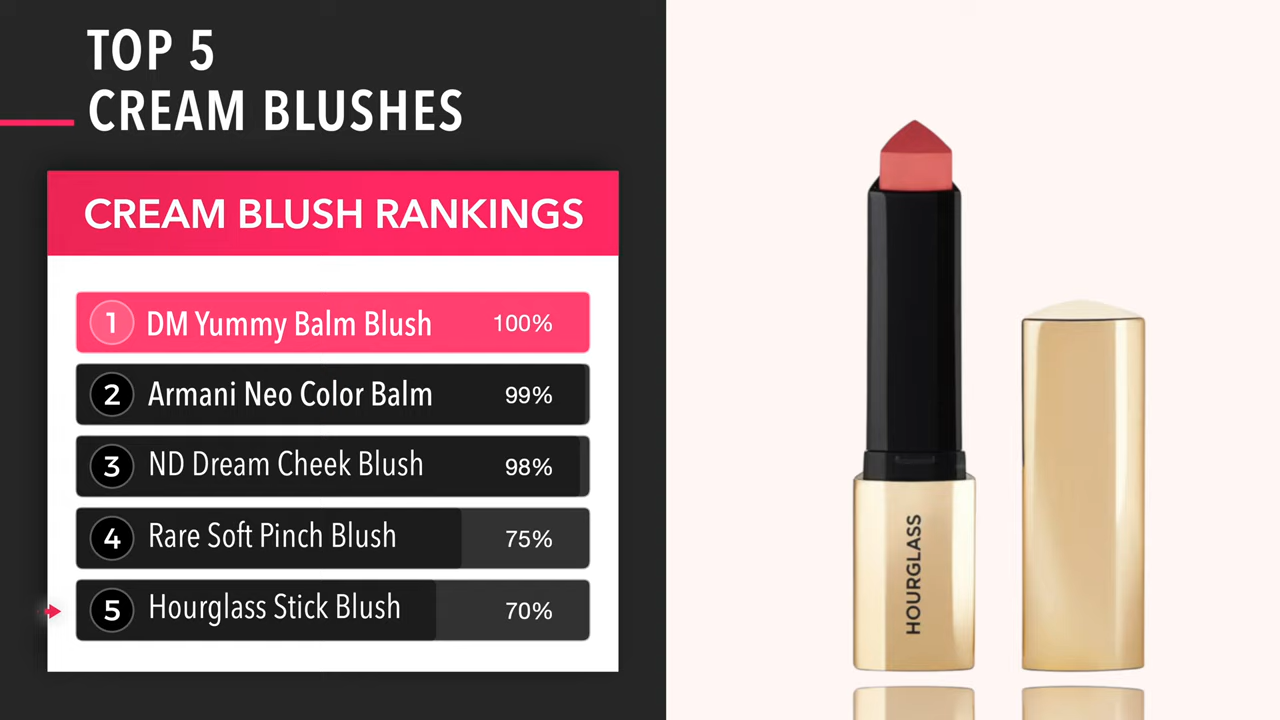 TOP 5
CREAM BLUSHES
CREAM BLUSH RANKINGS
1 DM Yummy Balm Blush 100%
2 Armani Neo Color Balm 99%
3 ND Dream Cheek Blush 98%
4 Rare Soft Pinch Blush 75%
5 Hourglass Stick Blush 70%
HOURGLASS